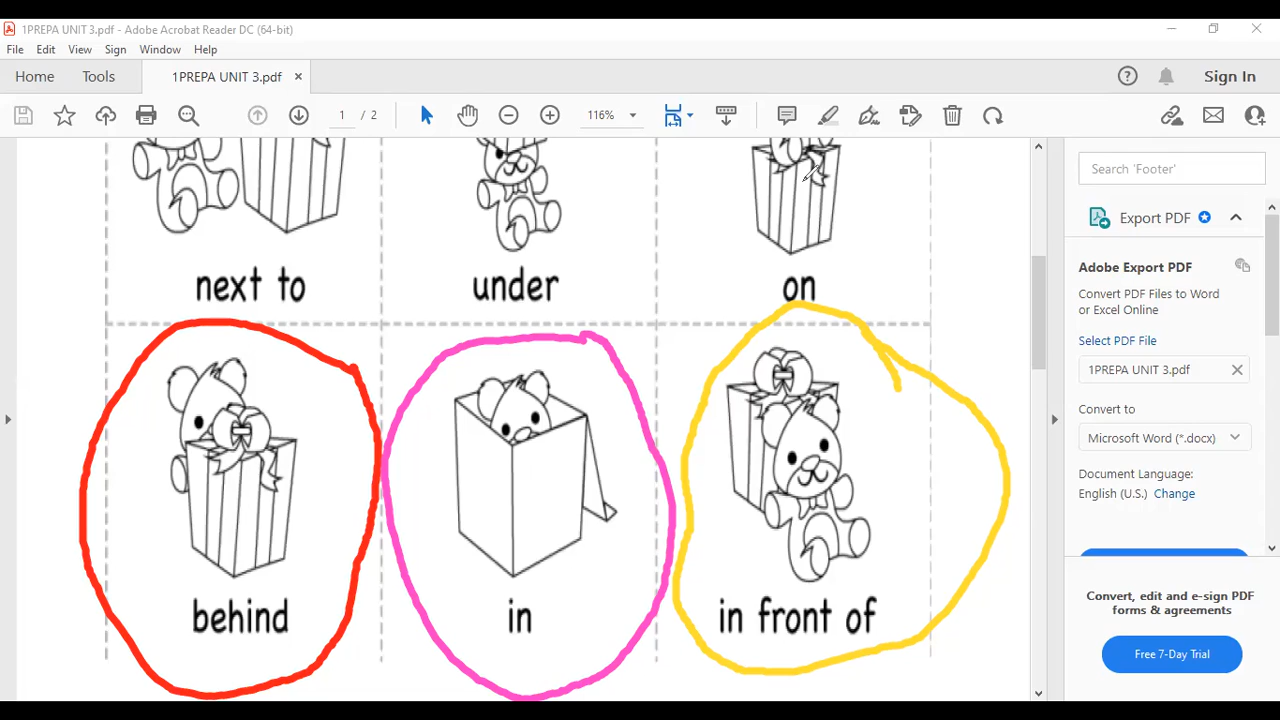 1PREPA UNIT 3.pdf - Adobe Acrobat Reader DC (64-bit)
File Edit View Sign Window Help
Home Tools 1PREPA UNIT 3.pdf × Sign In
1 / 2 116%
Search 'Footer'
Export PDF
Adobe Export PDF
Convert PDF Files to Word
or Excel Online
Select PDF File
1PREPA UNIT 3.pdf
Convert to
Microsoft Word (*.docx)
Document Language:
English (U.S.) Change
Convert, edit and e-sign PDF
forms & agreements
Free 7-Day Trial
next to under on
behind in in front of